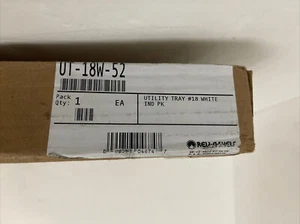 UT-18W-52
Pack
Qty: 1 EA
UTILITY TRAY #18 WHITE
IND PK